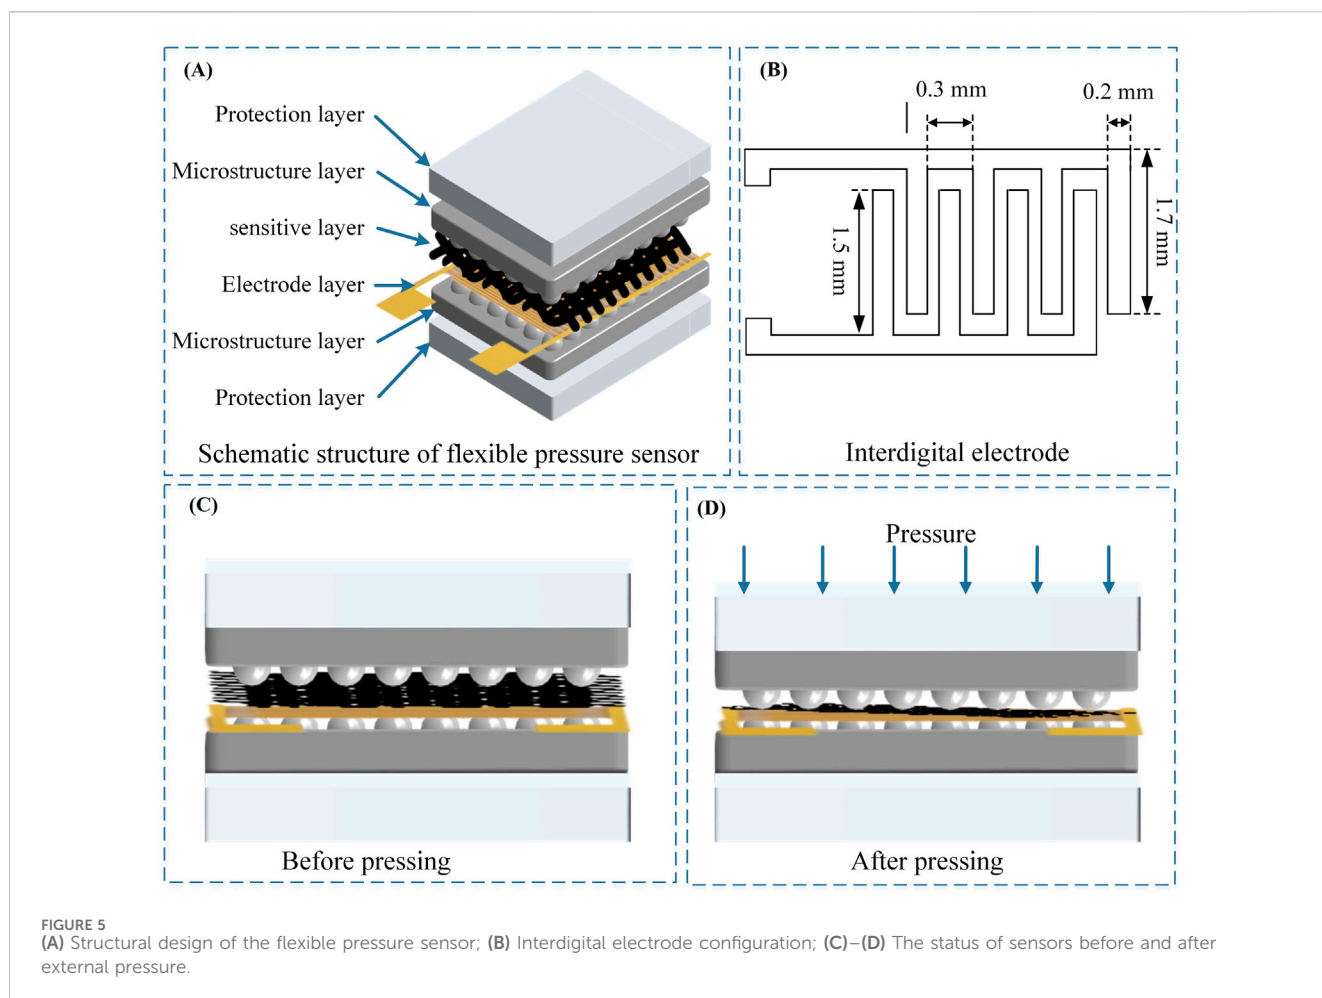 (A)
Protection layer
Microstructure layer
sensitive layer
Electrode layer
Microstructure layer
Protection layer
Schematic structure of flexible pressure sensor
(B)
0.3 mm
0.2 mm
1.5 mm
1.7 mm
Interdigital electrode
(C)
Before pressing
(D)
Pressure
After pressing
FIGURE 5
(A) Structural design of the flexible pressure sensor; (B) Interdigital electrode configuration; (C)–(D) The status of sensors before and after
external pressure.